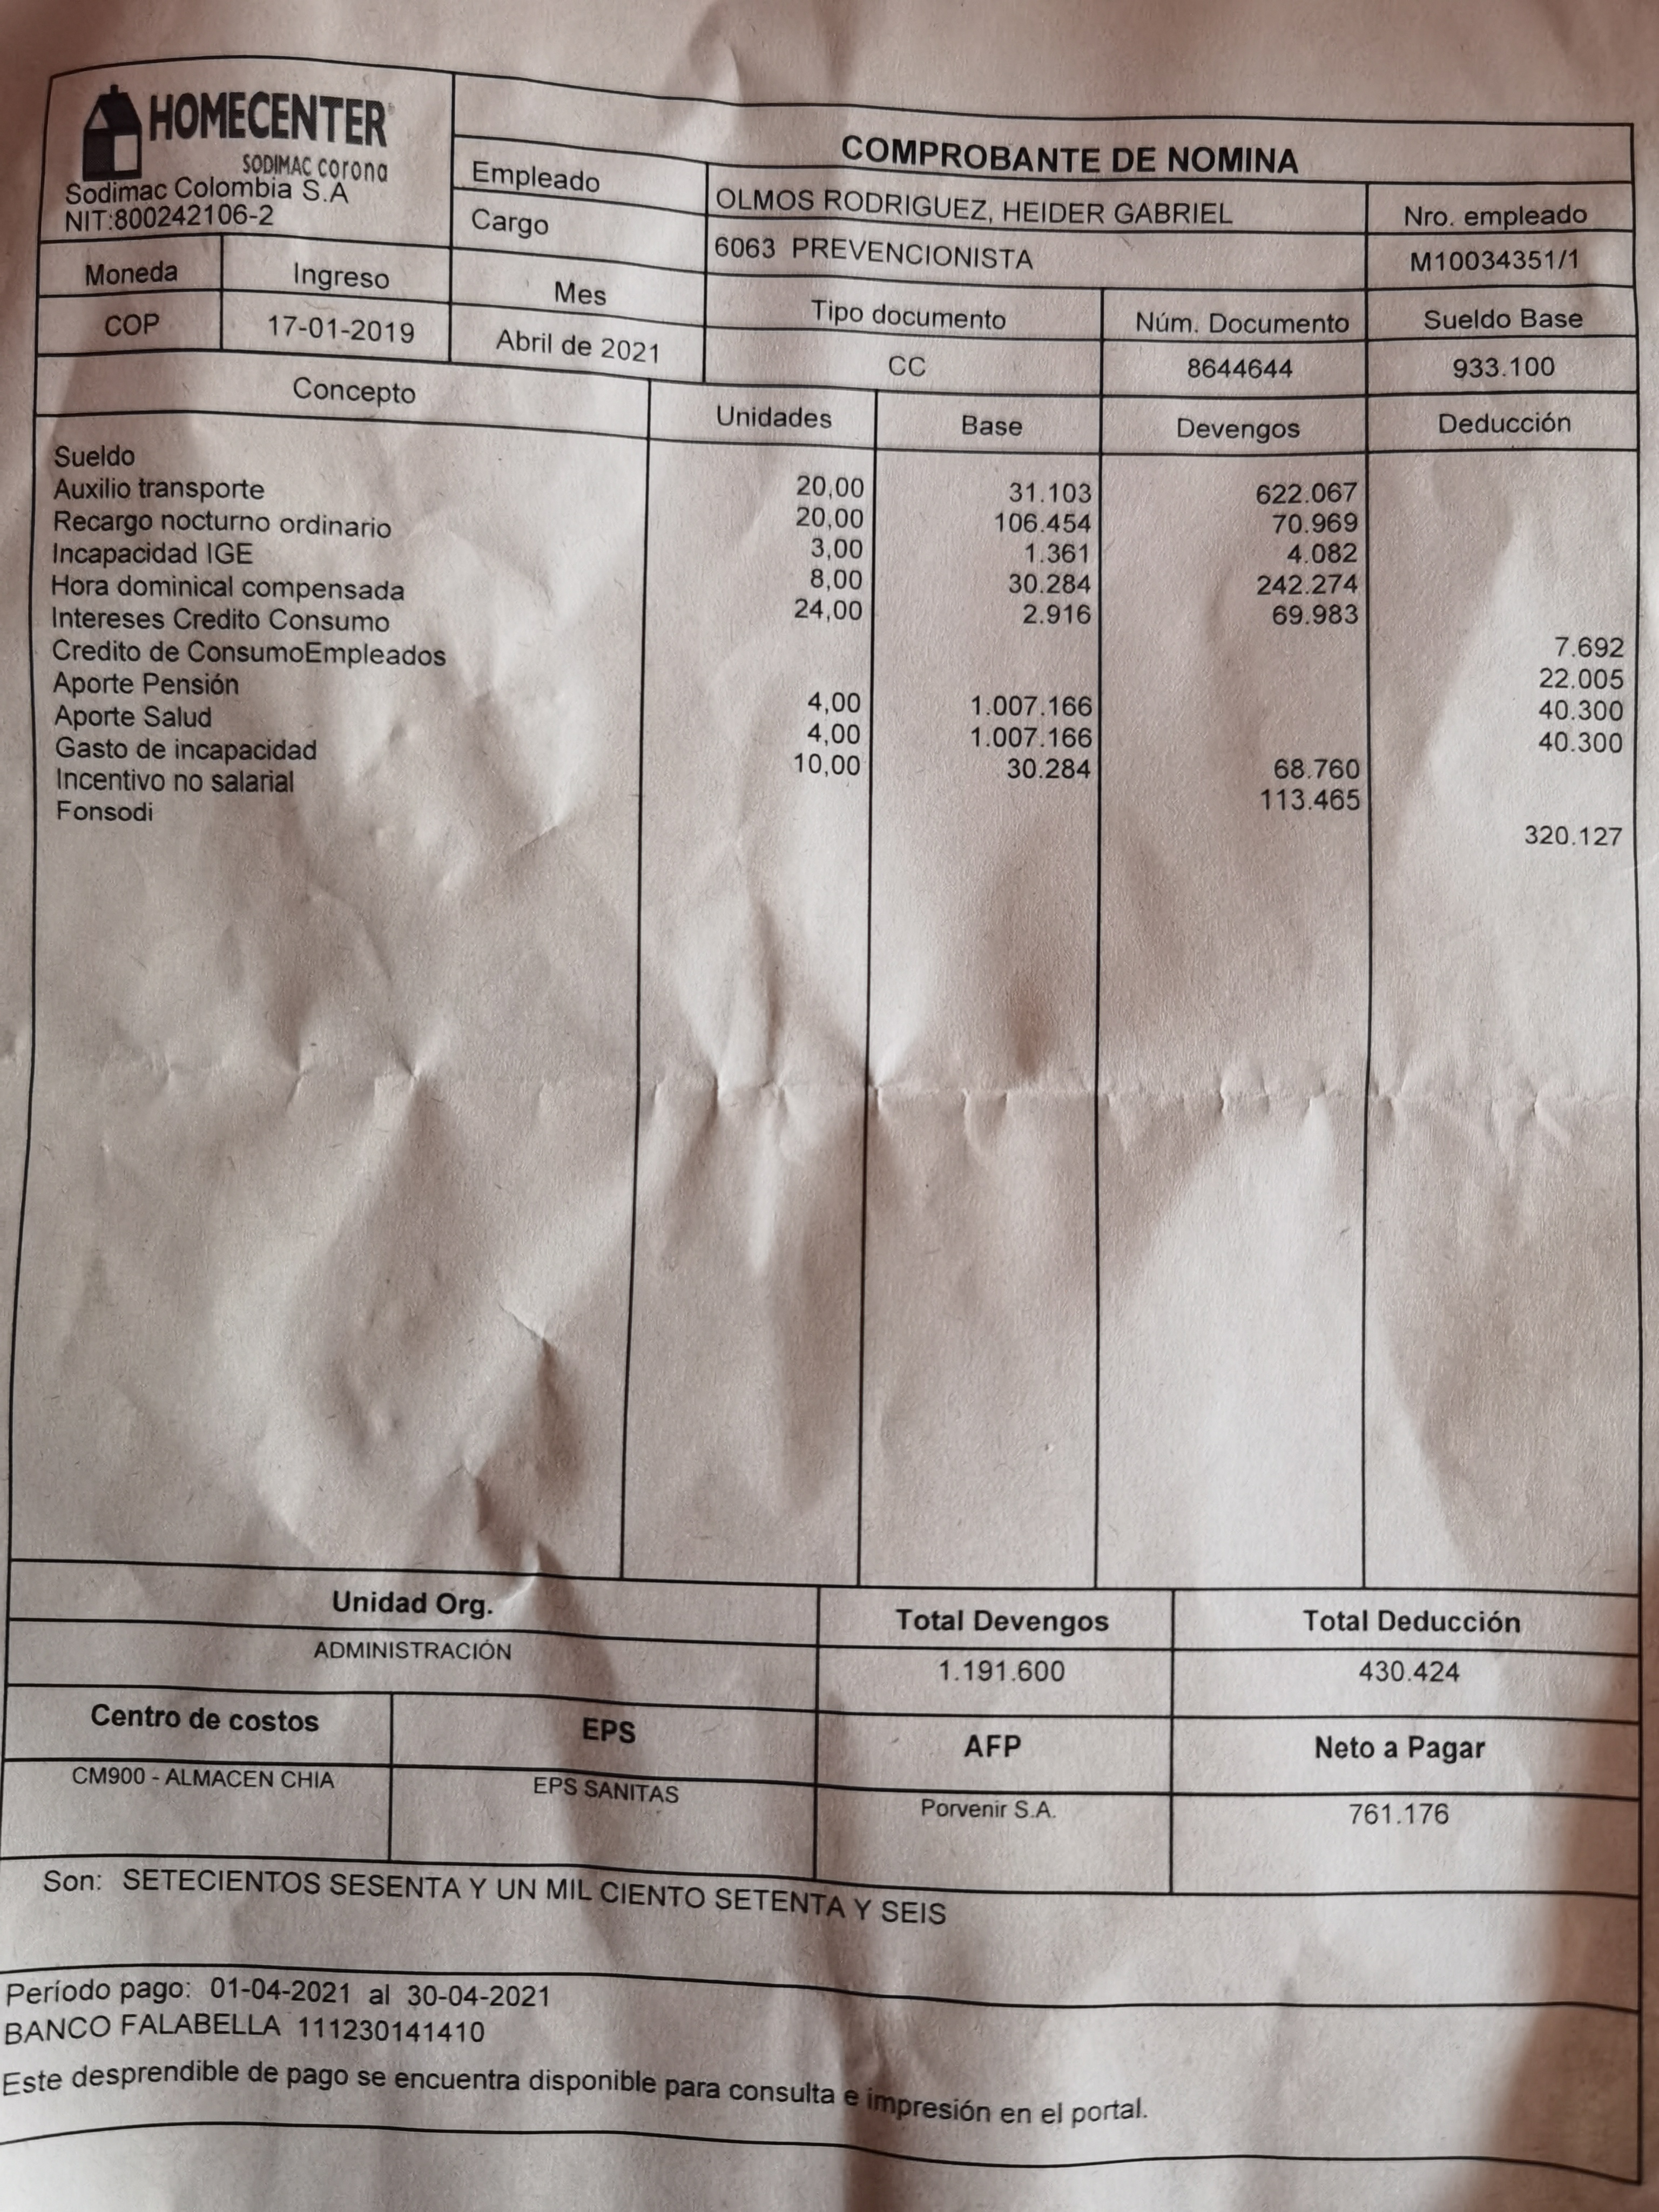 HOMECENTER
SODIMAC corona
Sodimac Colombia S.A
NIT:800242106-2
COMPROBANTE DE NOMINA
Empleado OLMOS RODRIGUEZ, HEIDER GABRIEL Nro. empleado
Cargo 6063 PREVENCIONISTA M10034351/1
Moneda Ingreso Mes Tipo documento Núm. Documento Sueldo Base
COP 17-01-2019 Abril de 2021 CC 8644644 933.100
Concepto Unidades Base Devengos Deducción
Sueldo 20,00 31.103 622.067
Auxilio transporte 20,00 106.454 70.969
Recargo nocturno ordinario 3,00 1.361 4.082
Incapacidad IGE 8,00 30.284 242.274
Hora dominical compensada 24,00 2.916 69.983
Intereses Credito Consumo 7.692
Credito de ConsumoEmpleados 22.005
Aporte Pensión 4,00 1.007.166 40.300
Aporte Salud 4,00 1.007.166 40.300
Gasto de incapacidad 10,00 30.284 68.760
Incentivo no salarial 113.465
Fonsodi 320.127
Unidad Org. Total Devengos Total Deducción
ADMINISTRACIÓN 1.191.600 430.424
Centro de costos EPS AFP Neto a Pagar
CM900 - ALMACEN CHIA EPS SANITAS Porvenir S.A. 761.176
Son: SETECIENTOS SESENTA Y UN MIL CIENTO SETENTA Y SEIS
Período pago: 01-04-2021 al 30-04-2021
BANCO FALABELLA 111230141410
Este desprendible de pago se encuentra disponible para consulta e impresión en el portal.